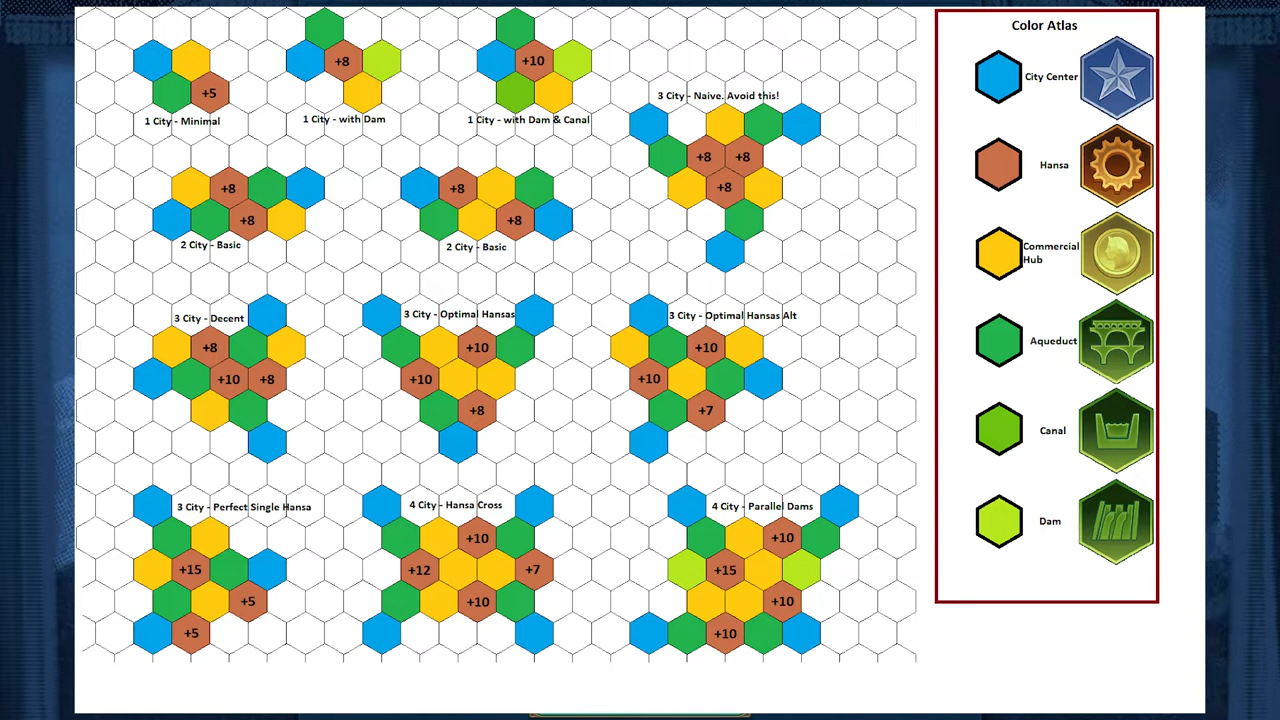 Color Atlas
City Center
Hansa
Commercial
Hub
Aqueduct
Canal
Dam
+5
1 City - Minimal
+8
1 City - with Dam
+10
1 City - with Dam & Canal
3 City - Naive. Avoid this!
+8 +8
+8
+8
+8
2 City - Basic
+8
+8
2 City - Basic
3 City - Decent
+8
+10 +8
3 City - Optimal Hansas
+10
+10
+8
3 City - Optimal Hansas Alt
+10
+10
+7
3 City - Perfect Single Hansa
+15
+5
+5
4 City - Hansa Cross
+10
+12 +7
+10
4 City - Parallel Dams
+10
+15
+10
+10